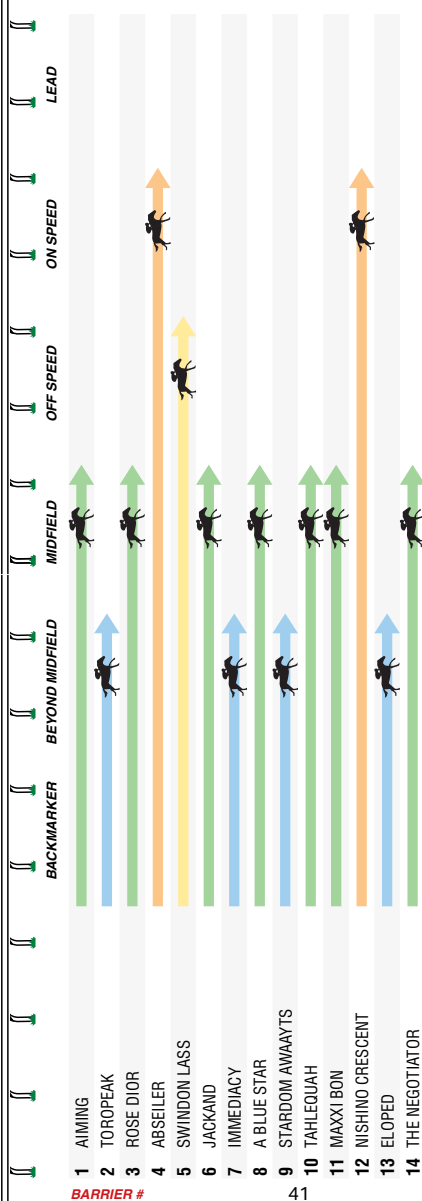 BACKMARKER BEYOND MIDFIELD MIDFIELD OFF SPEED ON SPEED LEAD
1 AIMING
2 TOROPEAK
3 ROSE DIOR
4 ABSEILER
5 SWINDON LASS
6 JACKAND
7 IMMEDIACY
8 A BLUE STAR
9 STARDOM AWAAYTS
10 TAHLEQUAH
11 MAXXI BON
12 NISHINO CRESCENT
13 ELOPED
14 THE NEGOTIATOR
BARRIER #
41